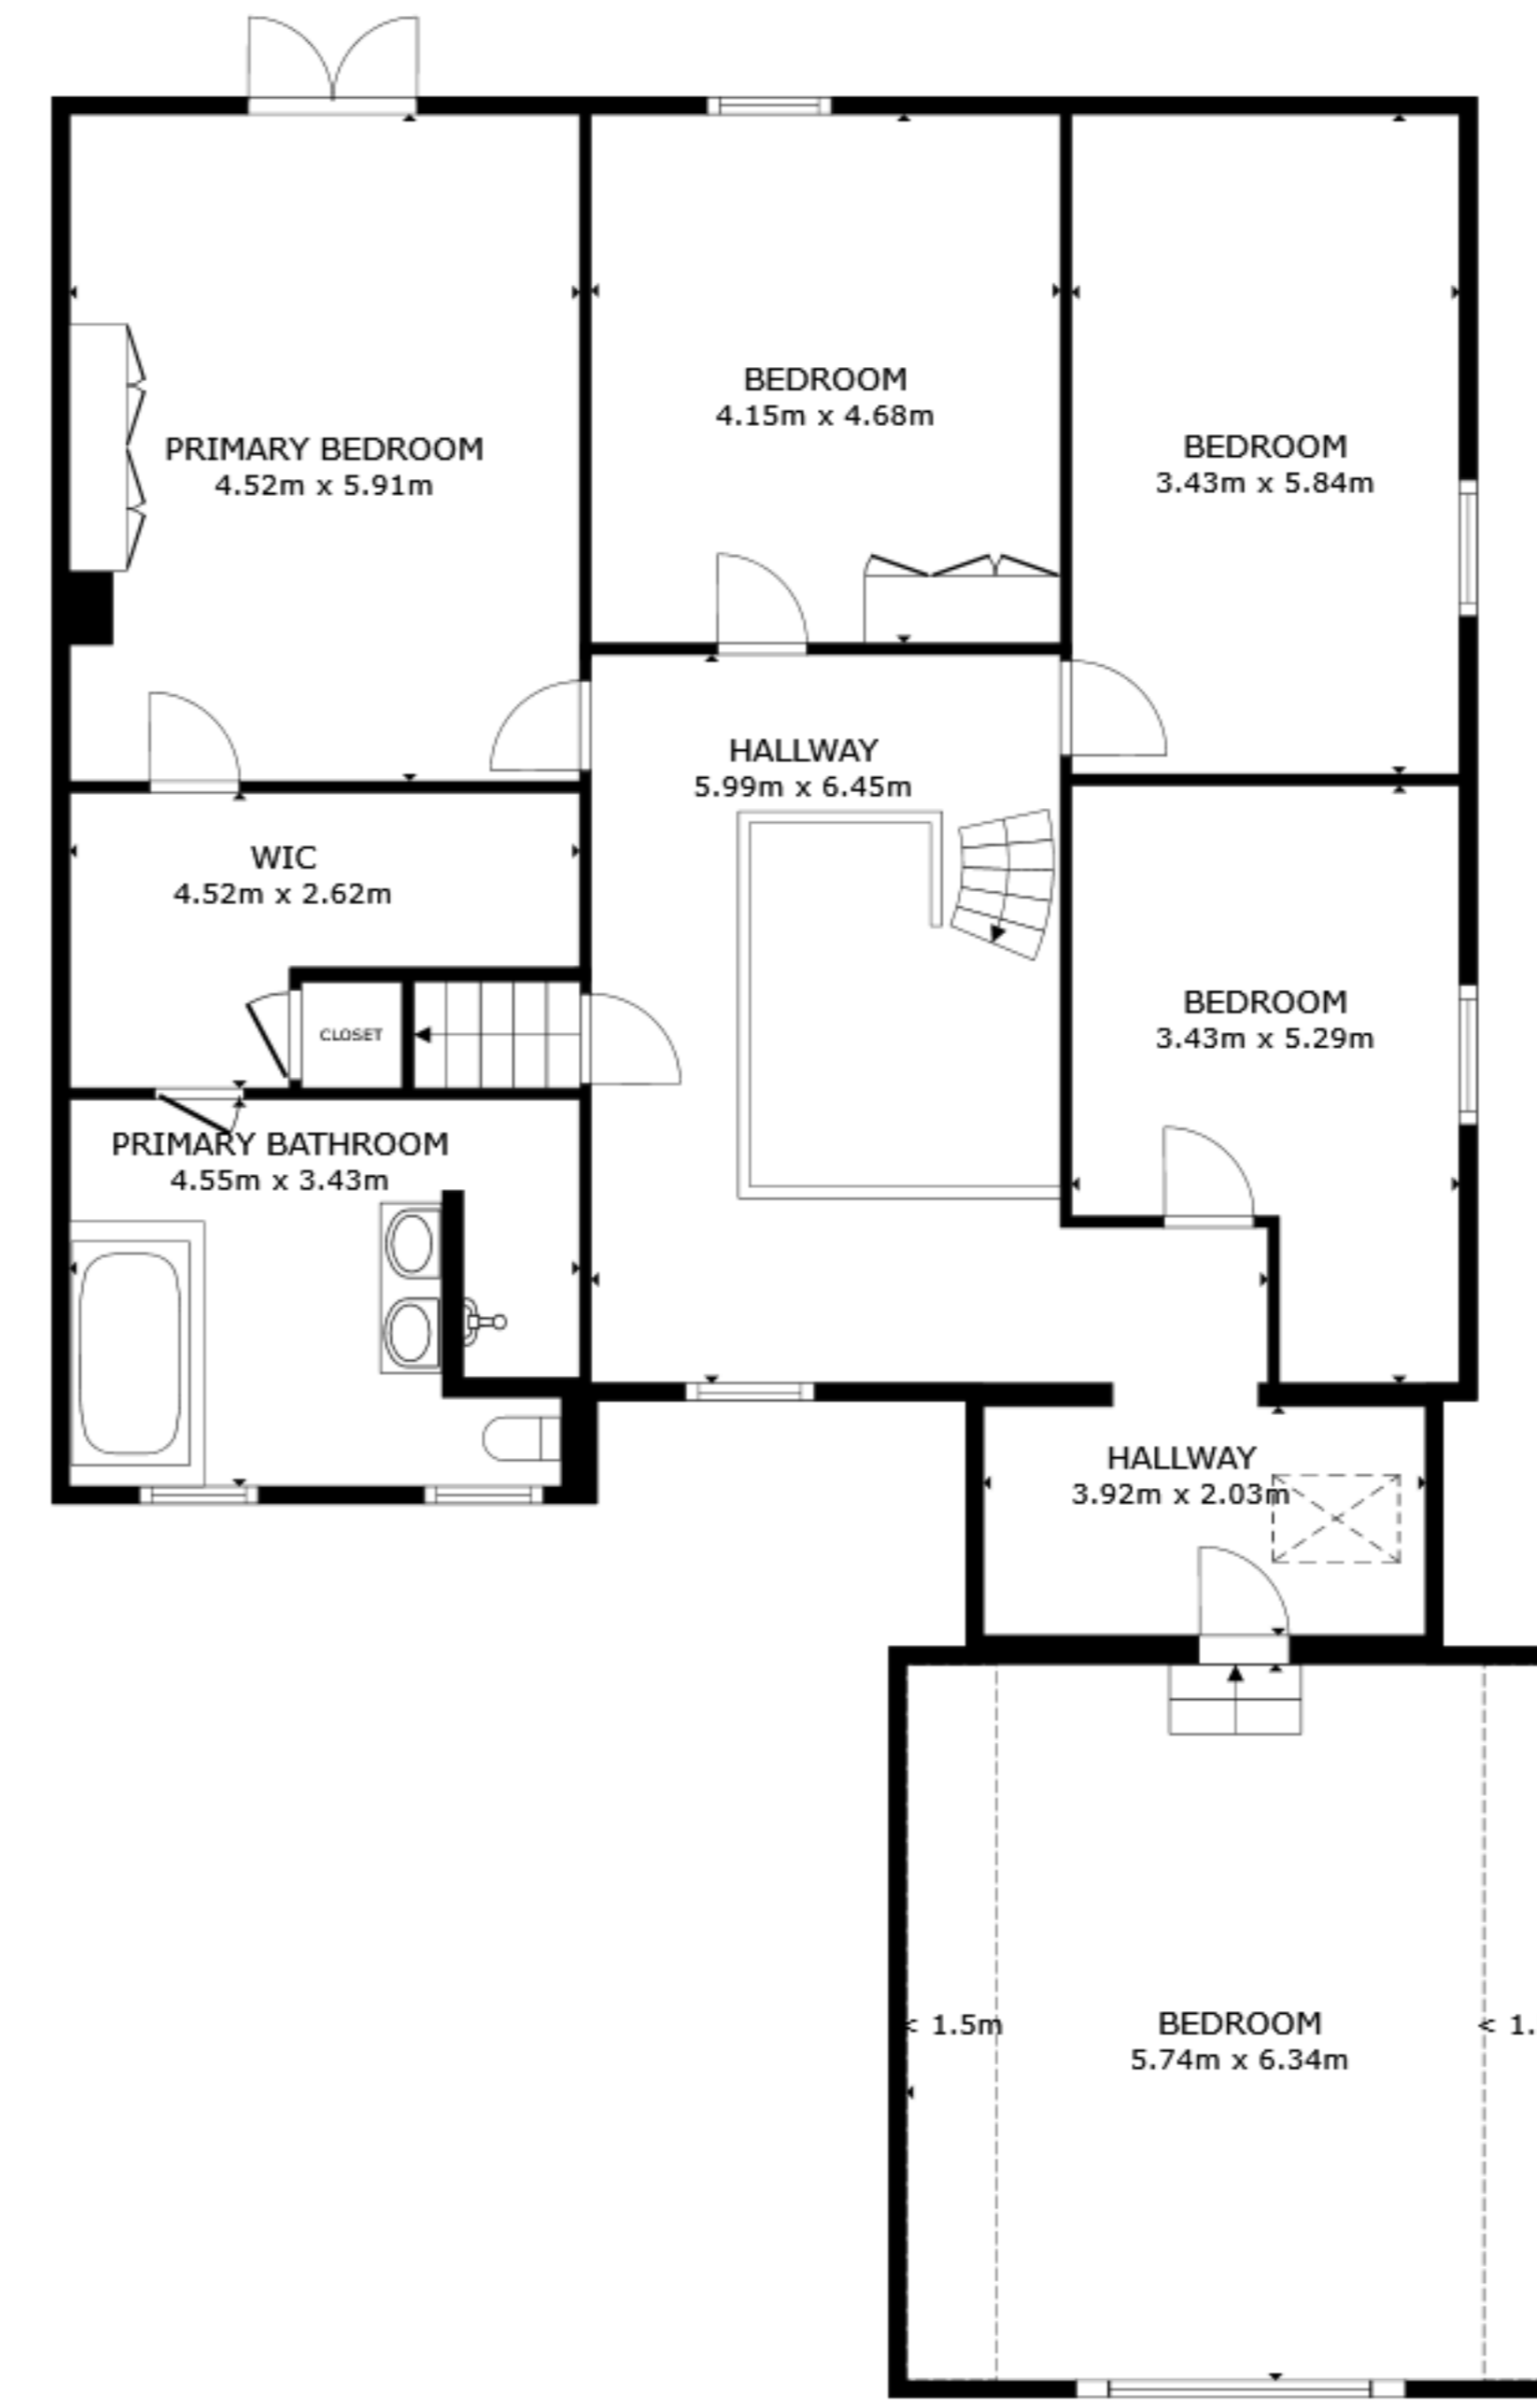 BEDROOM
4.15m x 4.68m
PRIMARY BEDROOM
4.52m x 5.91m
BEDROOM
3.43m x 5.84m
HALLWAY
5.99m x 6.45m
WIC
4.52m x 2.62m
CLOSET
BEDROOM
3.43m x 5.29m
PRIMARY BATHROOM
4.55m x 3.43m
HALLWAY
3.92m x 2.03m
< 1.5m
BEDROOM
5.74m x 6.34m
< 1.